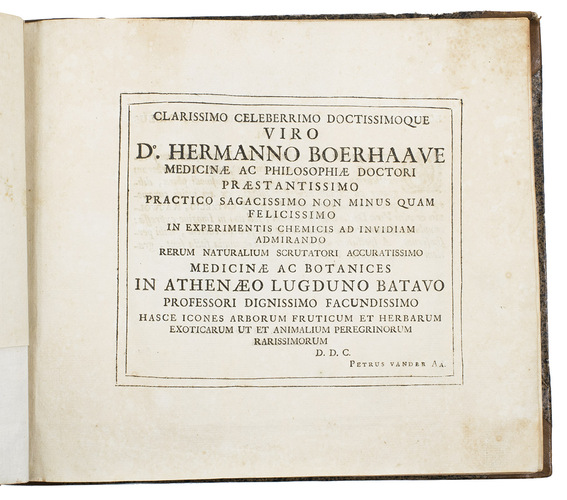 CLARISSIMO CELEBERRIMO DOCTISSIMOQUE
VIRO
Dº. HERMANNO BOERHAAVE
MEDICINÆ AC PHILOSOPHIÆ DOCTORI
PRÆSTANTISSIMO
PRACTICO SAGACISSIMO NON MINUS QUAM
FELICISSIMO
IN EXPERIMENTIS CHEMICIS AD INVIDIAM
ADMIRANDO
RERUM NATURALIUM SCRUTATORI ACCURATISSIMO
MEDICINÆ AC BOTANICES
IN ATHENÆO LUGDUNO BATAVO
PROFESSORI DIGNISSIMO FACUNDISSIMO
HASCE ICONES ARBORUM FRUTICUM ET HERBARUM
EXOTICARUM UT ET ANIMALIUM PEREGRINORUM
RARISSIMORUM
D. D. C.
PETRUS VANDER AA.